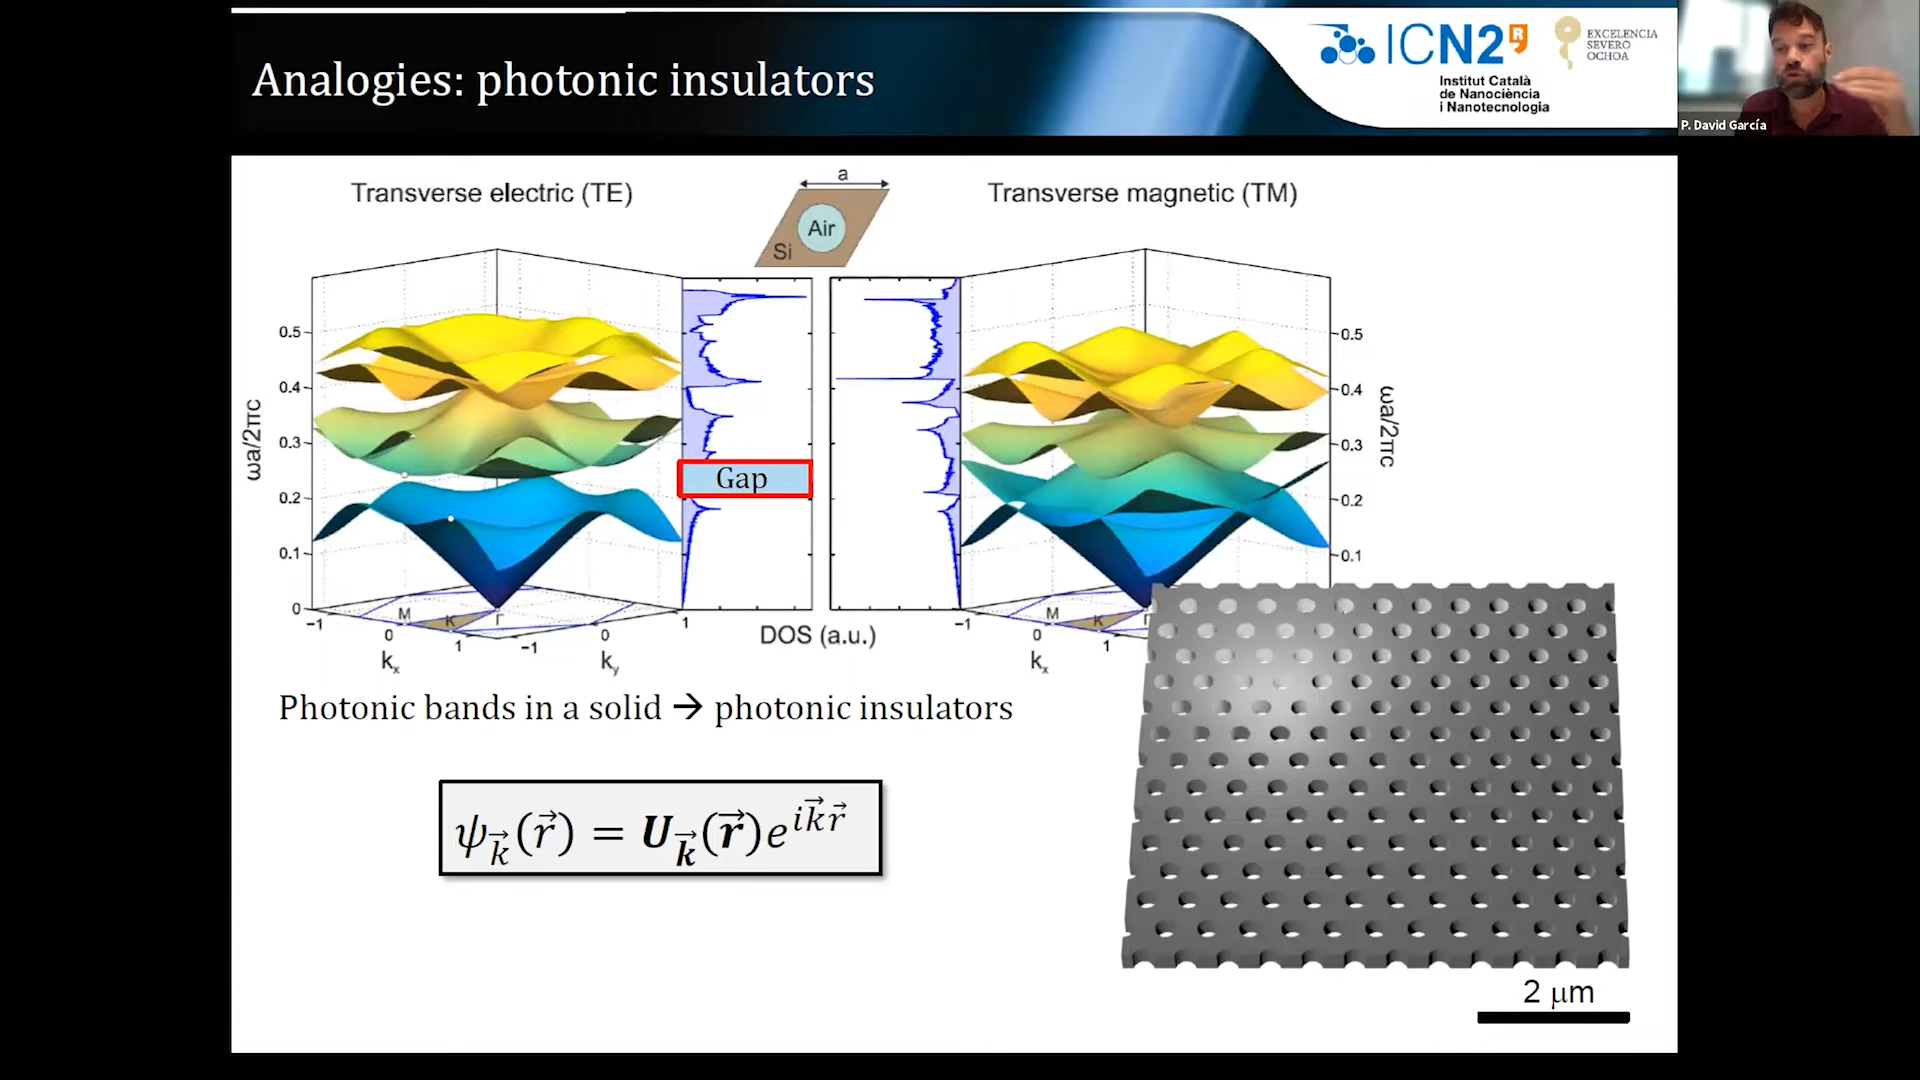 Analogies: photonic insulators
ICN2
R
Institut Català
de Nanociència
i Nanotecnologia
EXCELENCIA
SEVERO
OCHOA
P. David García
Transverse electric (TE)
a
Air
Si
Transverse magnetic (TM)
ωa/2πc
0.5
0.4
0.3
0.2
0.1
0
−1
0
1
kx
M
K
Γ
−1
0
1
ky
Gap
DOS (a.u.)
−1
0
1
kx
M
K
Γ
0.5
0.4
0.3
0.2
0.1
ωa/2πc
Photonic bands in a solid → photonic insulators
ψ_k⃗(r⃗) = U_k⃗(r⃗)e^{ik⃗r⃗}
2 μm